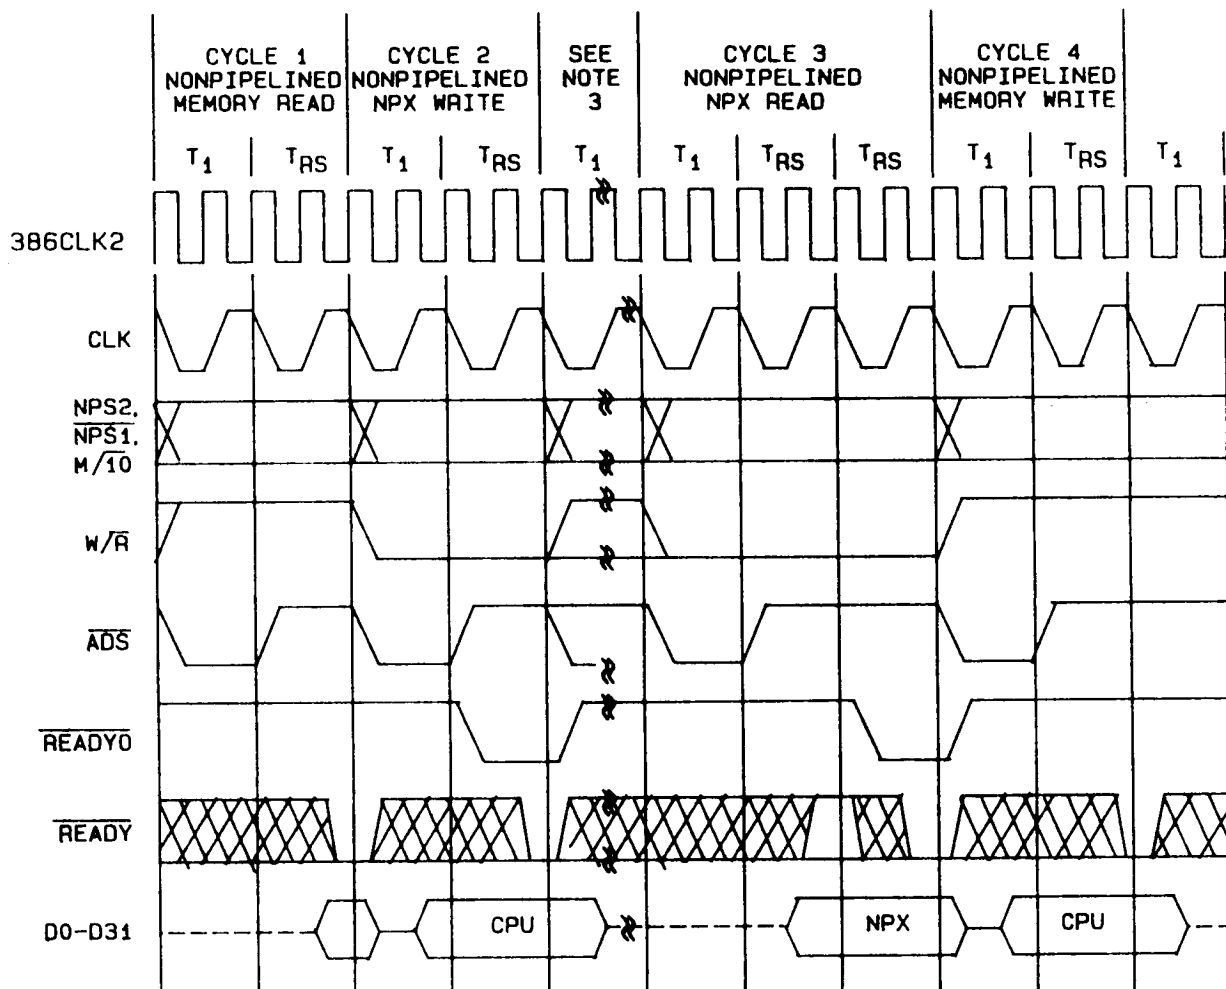 CYCLE 1
NONPIPELINED
MEMORY READ
CYCLE 2
NONPIPELINED
NPX WRITE
SEE
NOTE
3
CYCLE 3
NONPIPELINED
NPX READ
CYCLE 4
NONPIPELINED
MEMORY WRITE
T1 TRS T1 TRS T1 T1 TRS TRS T1 TRS T1
386CLK2
CLK
NPS2,
NPS1,
M/10
W/R
ADS
READY0
READY
D0-D31
CPU
NPX
CPU